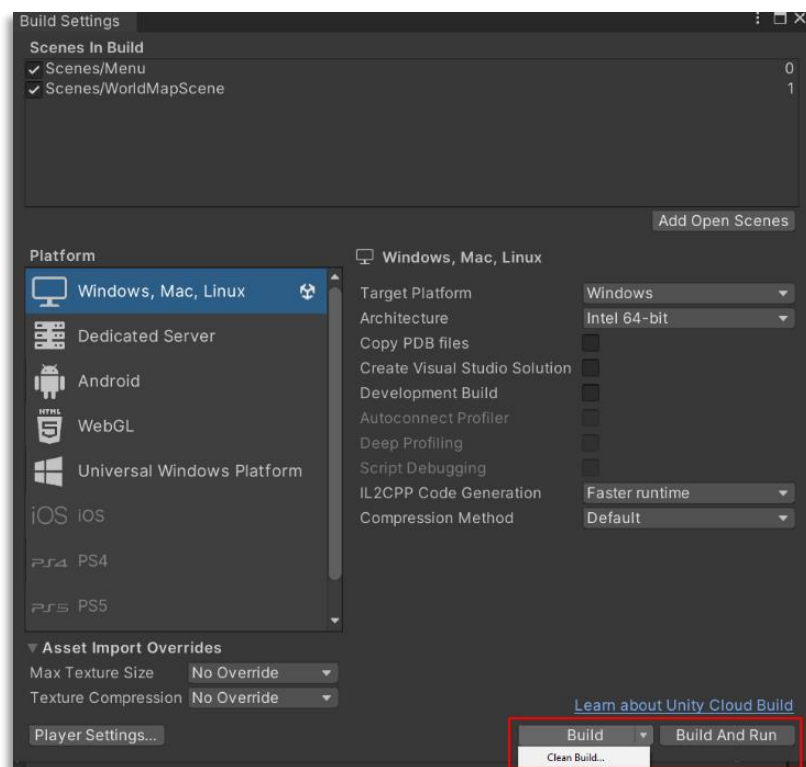 Build Settings
Scenes In Build
Scenes/Menu 0
Scenes/WorldMapScene 1
Add Open Scenes
Platform
Windows, Mac, Linux
Dedicated Server
Android
HTML 5 WebGL
Universal Windows Platform
iOS iOS
PS4 PS4
PS5 PS5
Windows, Mac, Linux
Target Platform Windows
Architecture Intel 64-bit
Copy PDB files
Create Visual Studio Solution
Development Build
Autoconnect Profiler
Deep Profiling
Script Debugging
IL2CPP Code Generation Faster runtime
Compression Method Default
Asset Import Overrides
Max Texture Size No Override
Texture Compression No Override
Learn about Unity Cloud Build
Player Settings... Build Build And Run
Clean Build...